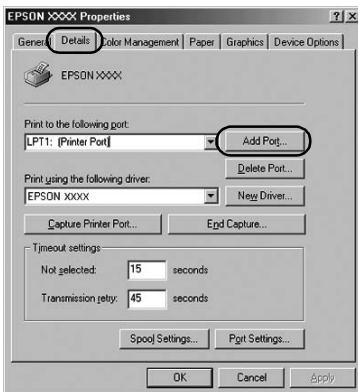 EPSON XXXX Properties ? X
General Details Color Management Paper Graphics Device Options
EPSON XXXX
Print to the following port:
LPT1: (Printer Port)
Add Port...
Delete Port...
Print using the following driver:
EPSON XXXX
New Driver...
Capture Printer Port... End Capture...
Timeout settings
Not selected: 15 seconds
Transmission retry: 45 seconds
Spool Settings... Port Settings...
OK Cancel Apply